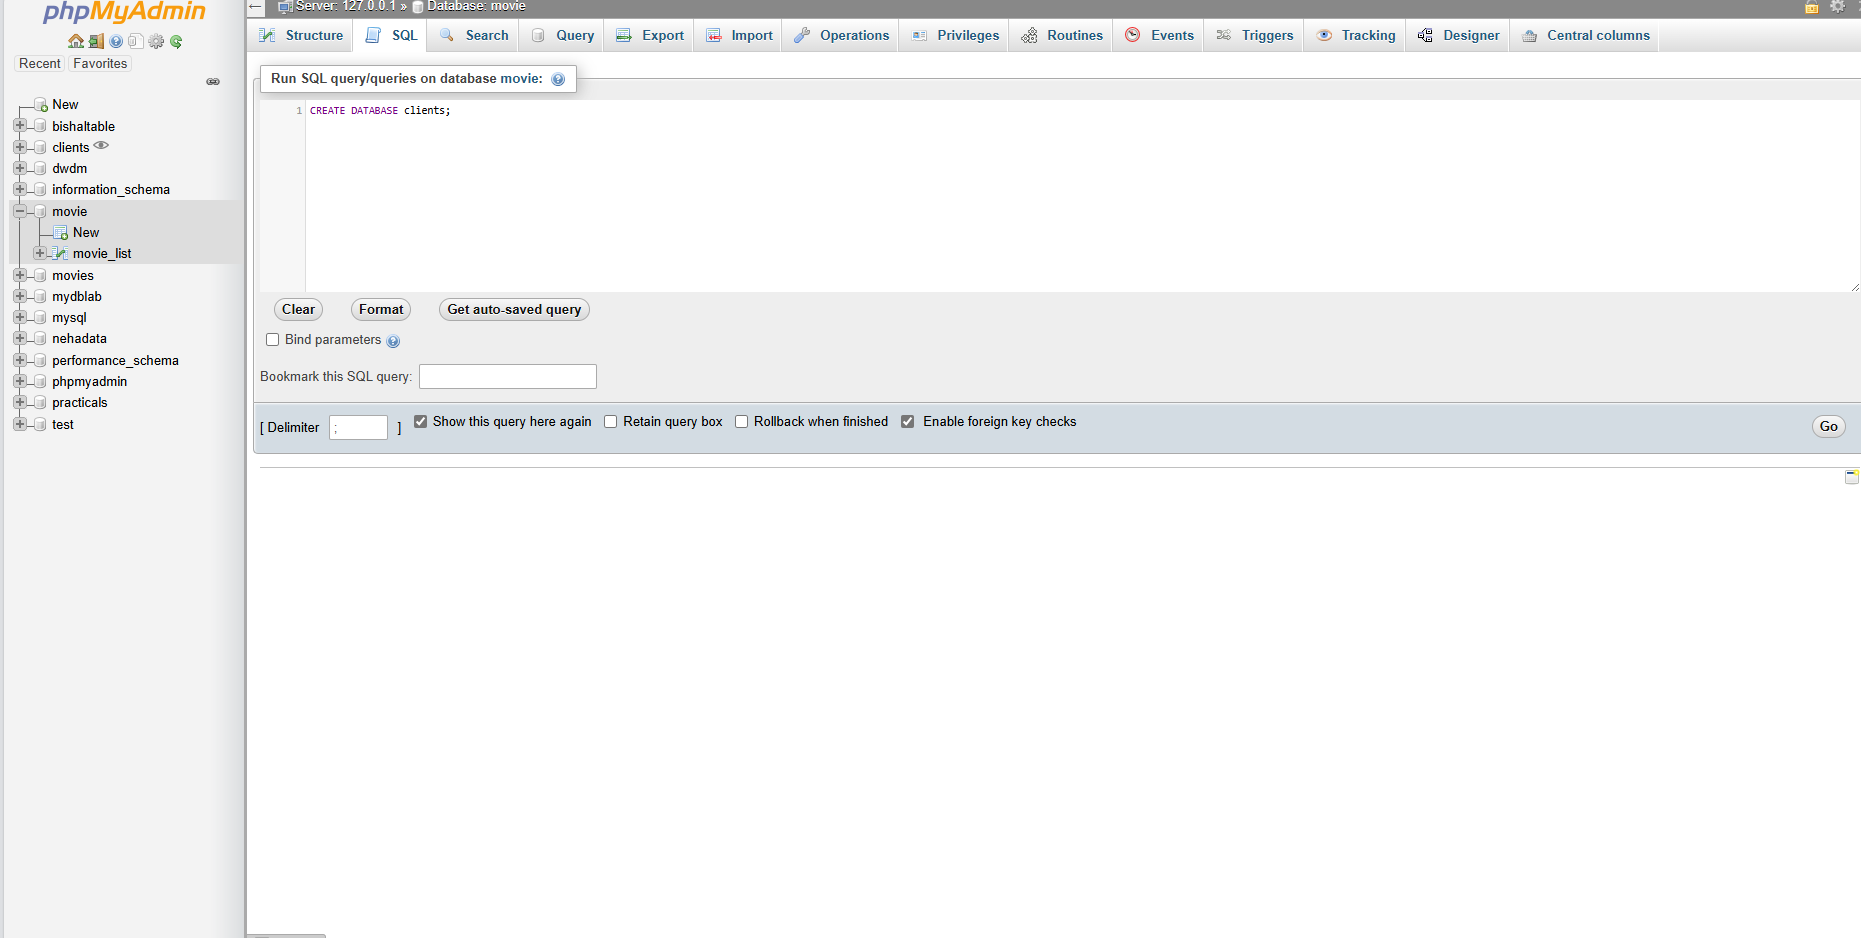 phpMyAdmin
Recent Favorites
New
bishaltable
clients
dwdm
information_schema
movie
New
movie_list
movies
mydblab
mysql
nehadata
performance_schema
phpmyadmin
practicals
test
Server: 127.0.0.1 » Database: movie
Structure SQL Search Query Export Import Operations Privileges Routines Events Triggers Tracking Designer Central columns
Run SQL query/queries on database movie:
1 CREATE DATABASE clients;
Clear Format Get auto-saved query
Bind parameters
Bookmark this SQL query:
[ Delimiter ; ] Show this query here again Retain query box Rollback when finished Enable foreign key checks Go